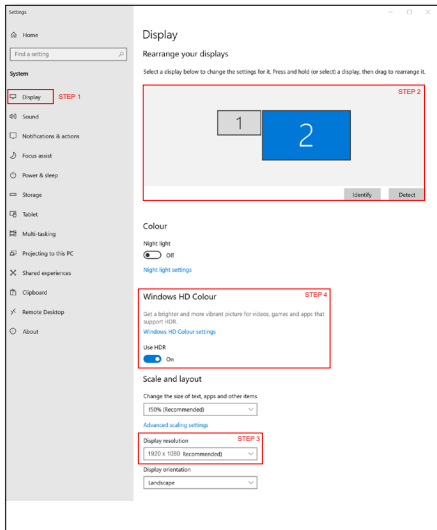 Settings
Home
Find a setting
System
Display STEP 1
Sound
Notifications & actions
Focus assist
Power & sleep
Storage
Tablet
Multi-tasking
Projecting to this PC
Shared experiences
Clipboard
Remote Desktop
About
Display
Rearrange your displays
Select a display below to change the settings for it. Press and hold (or select) a display, then drag to rearrange it.
STEP 2
1
2
Identify Detect
Colour
Night light
Off
Night light settings
Windows HD Colour STEP 4
Get a brighter and more vibrant picture for videos, games and apps that
support HDR.
Windows HD Colour settings
Use HDR
On
Scale and layout
Change the size of text, apps and other items
150% (Recommended)
Advanced scaling settings
Display resolution STEP 3
1920 x 1080 Recommended)
Display orientation
Landscape